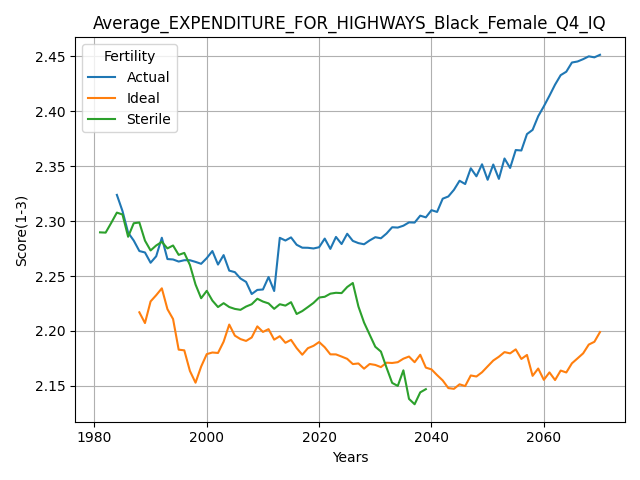 Average_EXPENDITURE_FOR_HIGHWAYS_Black_Female_Q4_IQ
Fertility
Actual
Ideal
Sterile
Score(1-3)
2.45
2.40
2.35
2.30
2.25
2.20
2.15
1980
2000
2020
2040
2060
Years